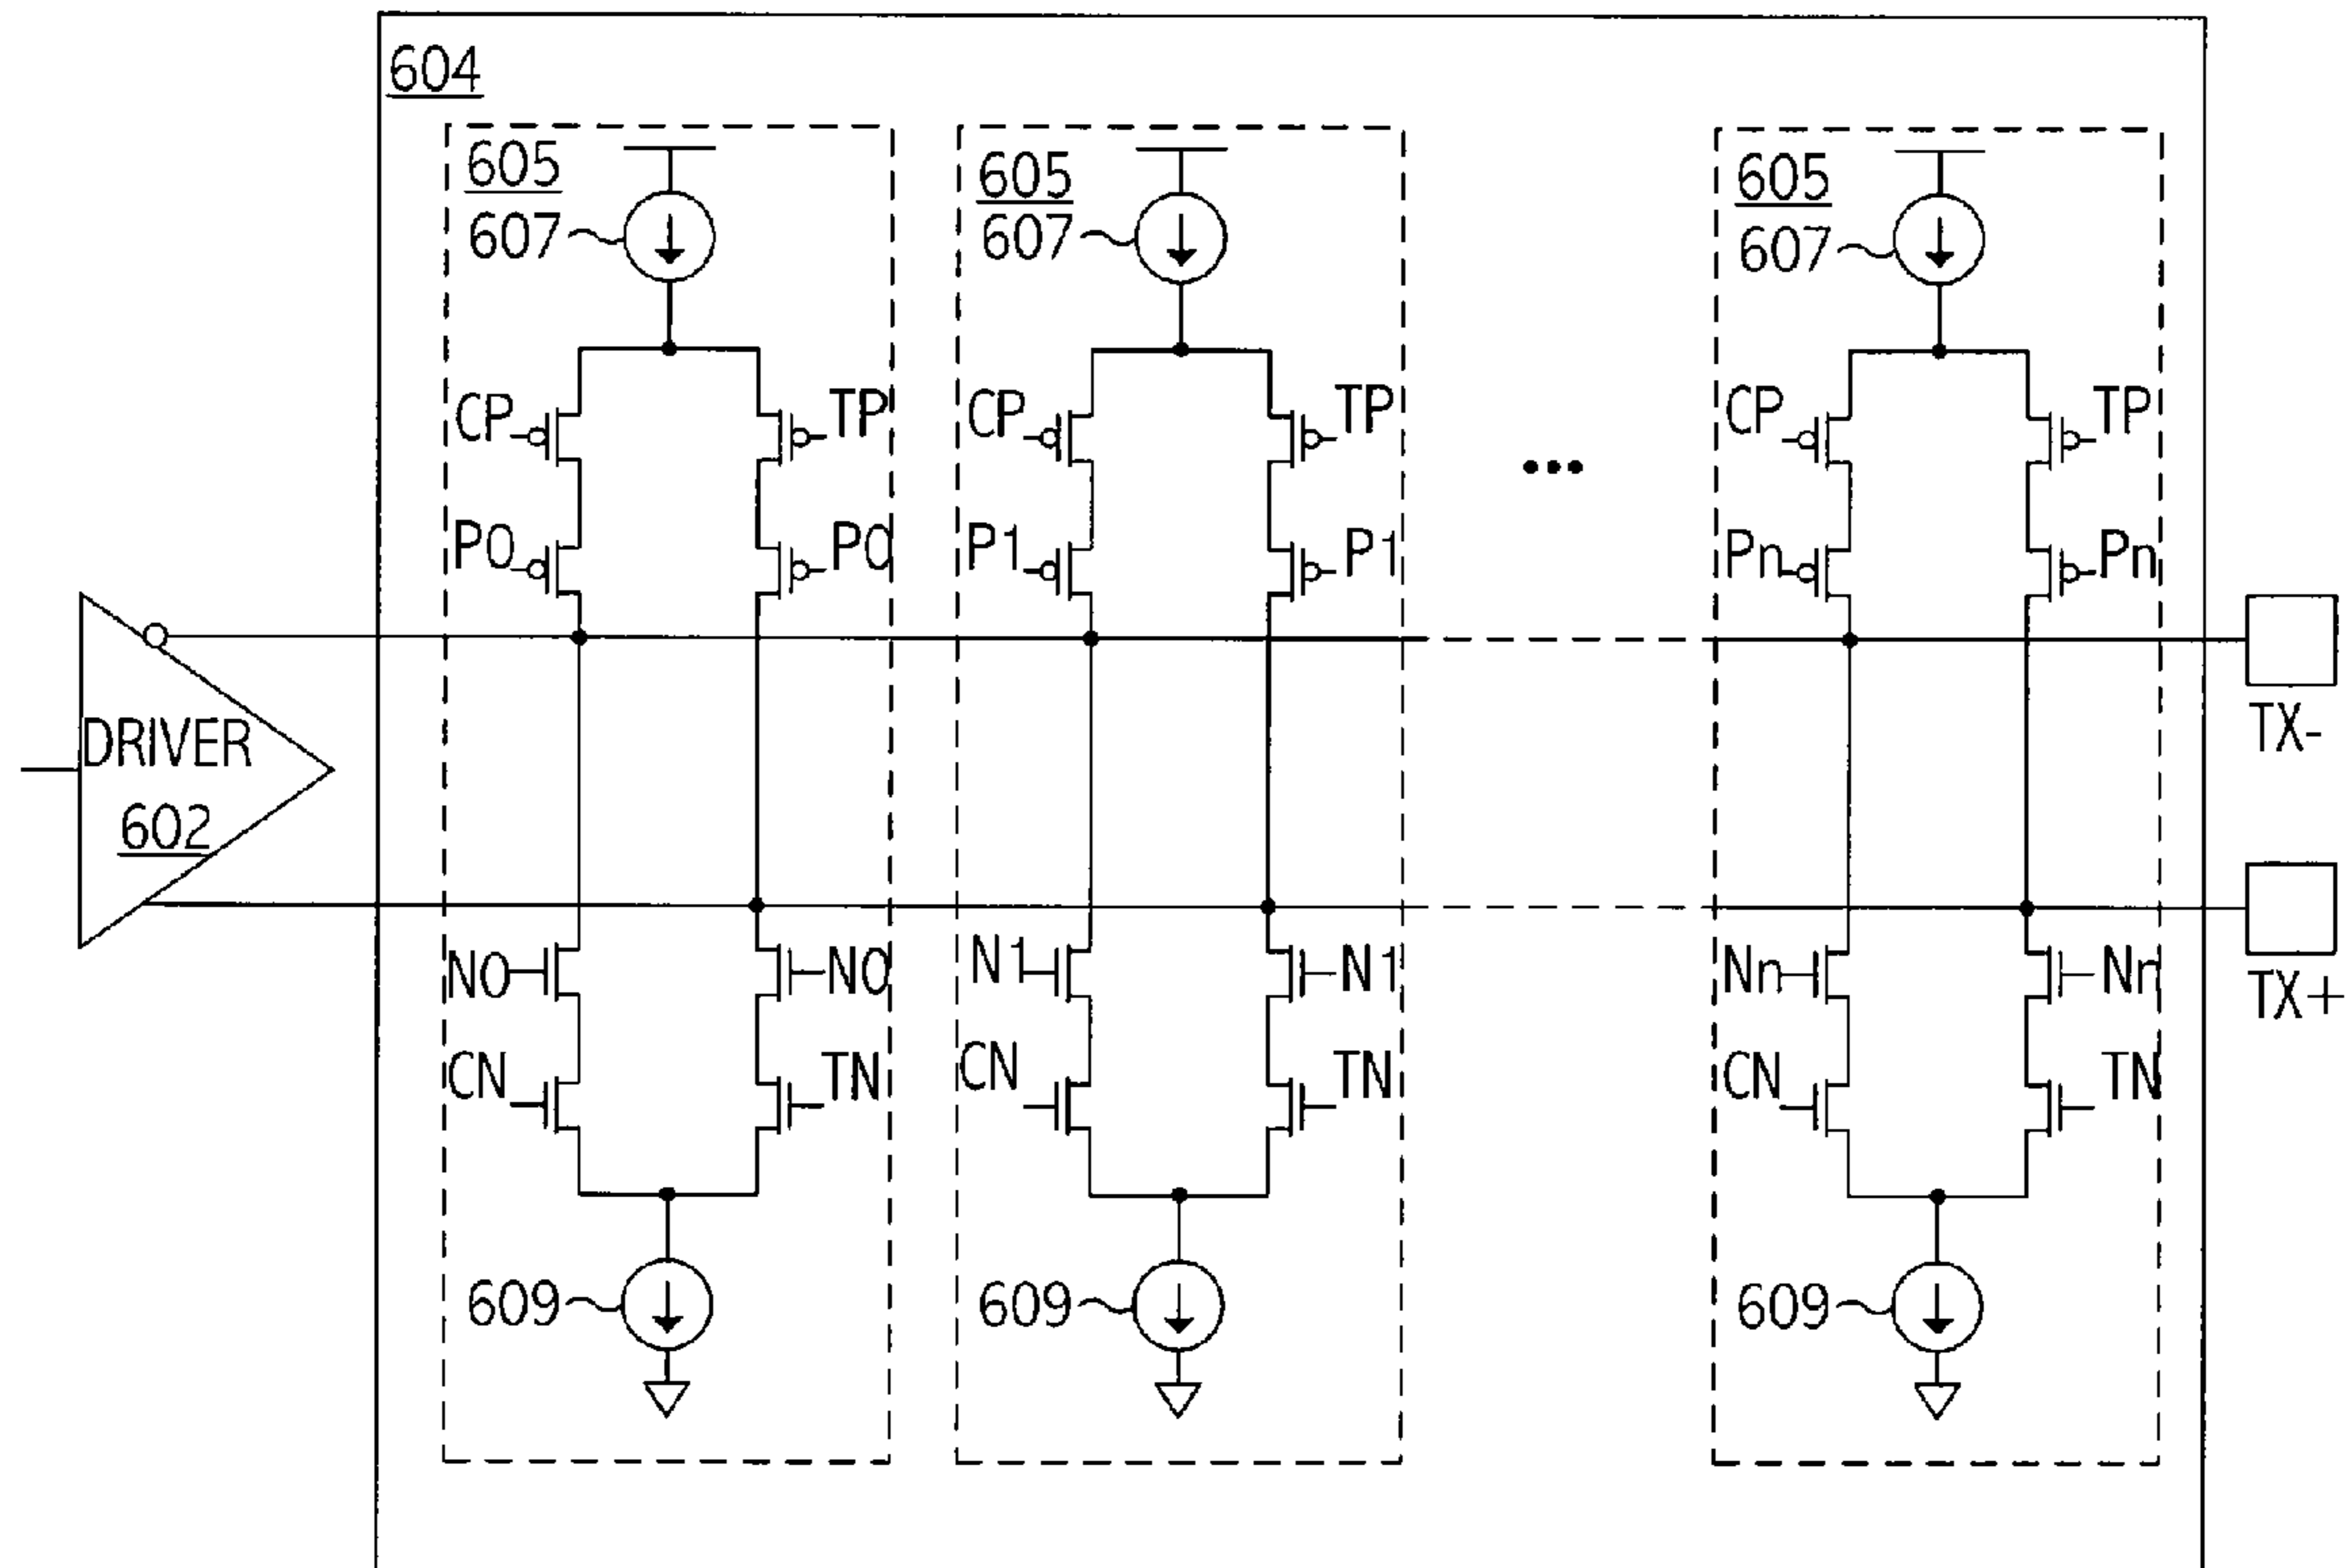 604
605 605 605
607 607 607
CP TP CP TP CP TP
P0 P0 P1 P1 Pn Pn
DRIVER
602
TX-
N0 N0 N1 N1 Nn Nn
TX+
CN TN CN TN CN TN
609 609 609